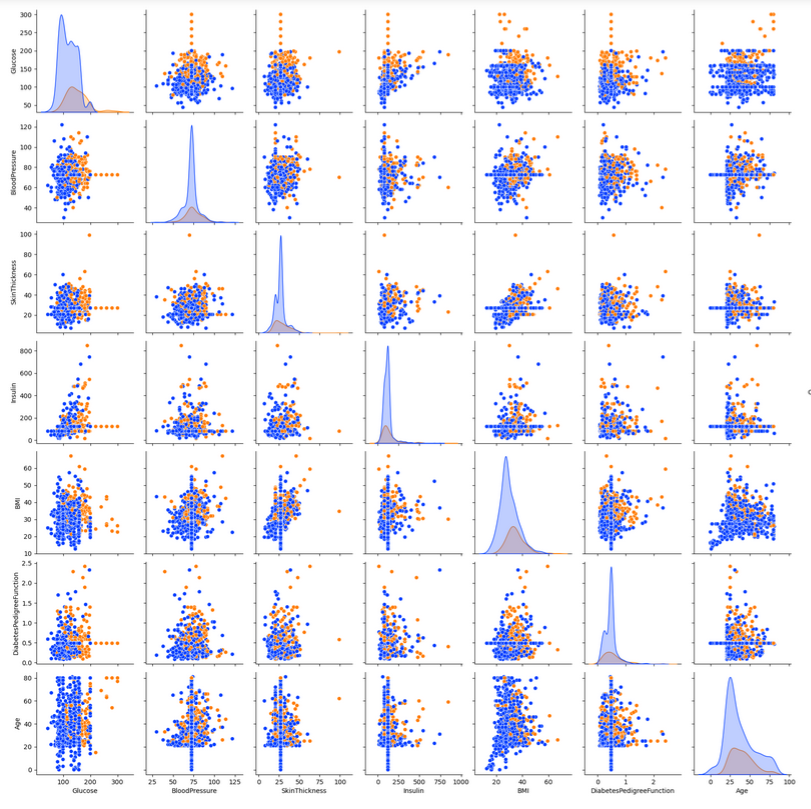 300
250
200
150
100
50
Glucose
120
100
80
60
40
BloodPressure
100
80
60
40
20
SkinThickness
800
600
400
200
0
Insulin
60
50
40
30
20
10
BMI
2.5
2.0
1.5
1.0
0.5
0.0
DiabetesPedigreeFunction
80
60
40
20
0
Age
100 200 300
Glucose
25 50 75 100 125
BloodPressure
0 25 50 75 100
SkinThickness
0 250 500 750 1000
Insulin
20 40 60
BMI
0 1 2
DiabetesPedigreeFunction
0 25 50 75 100
Age